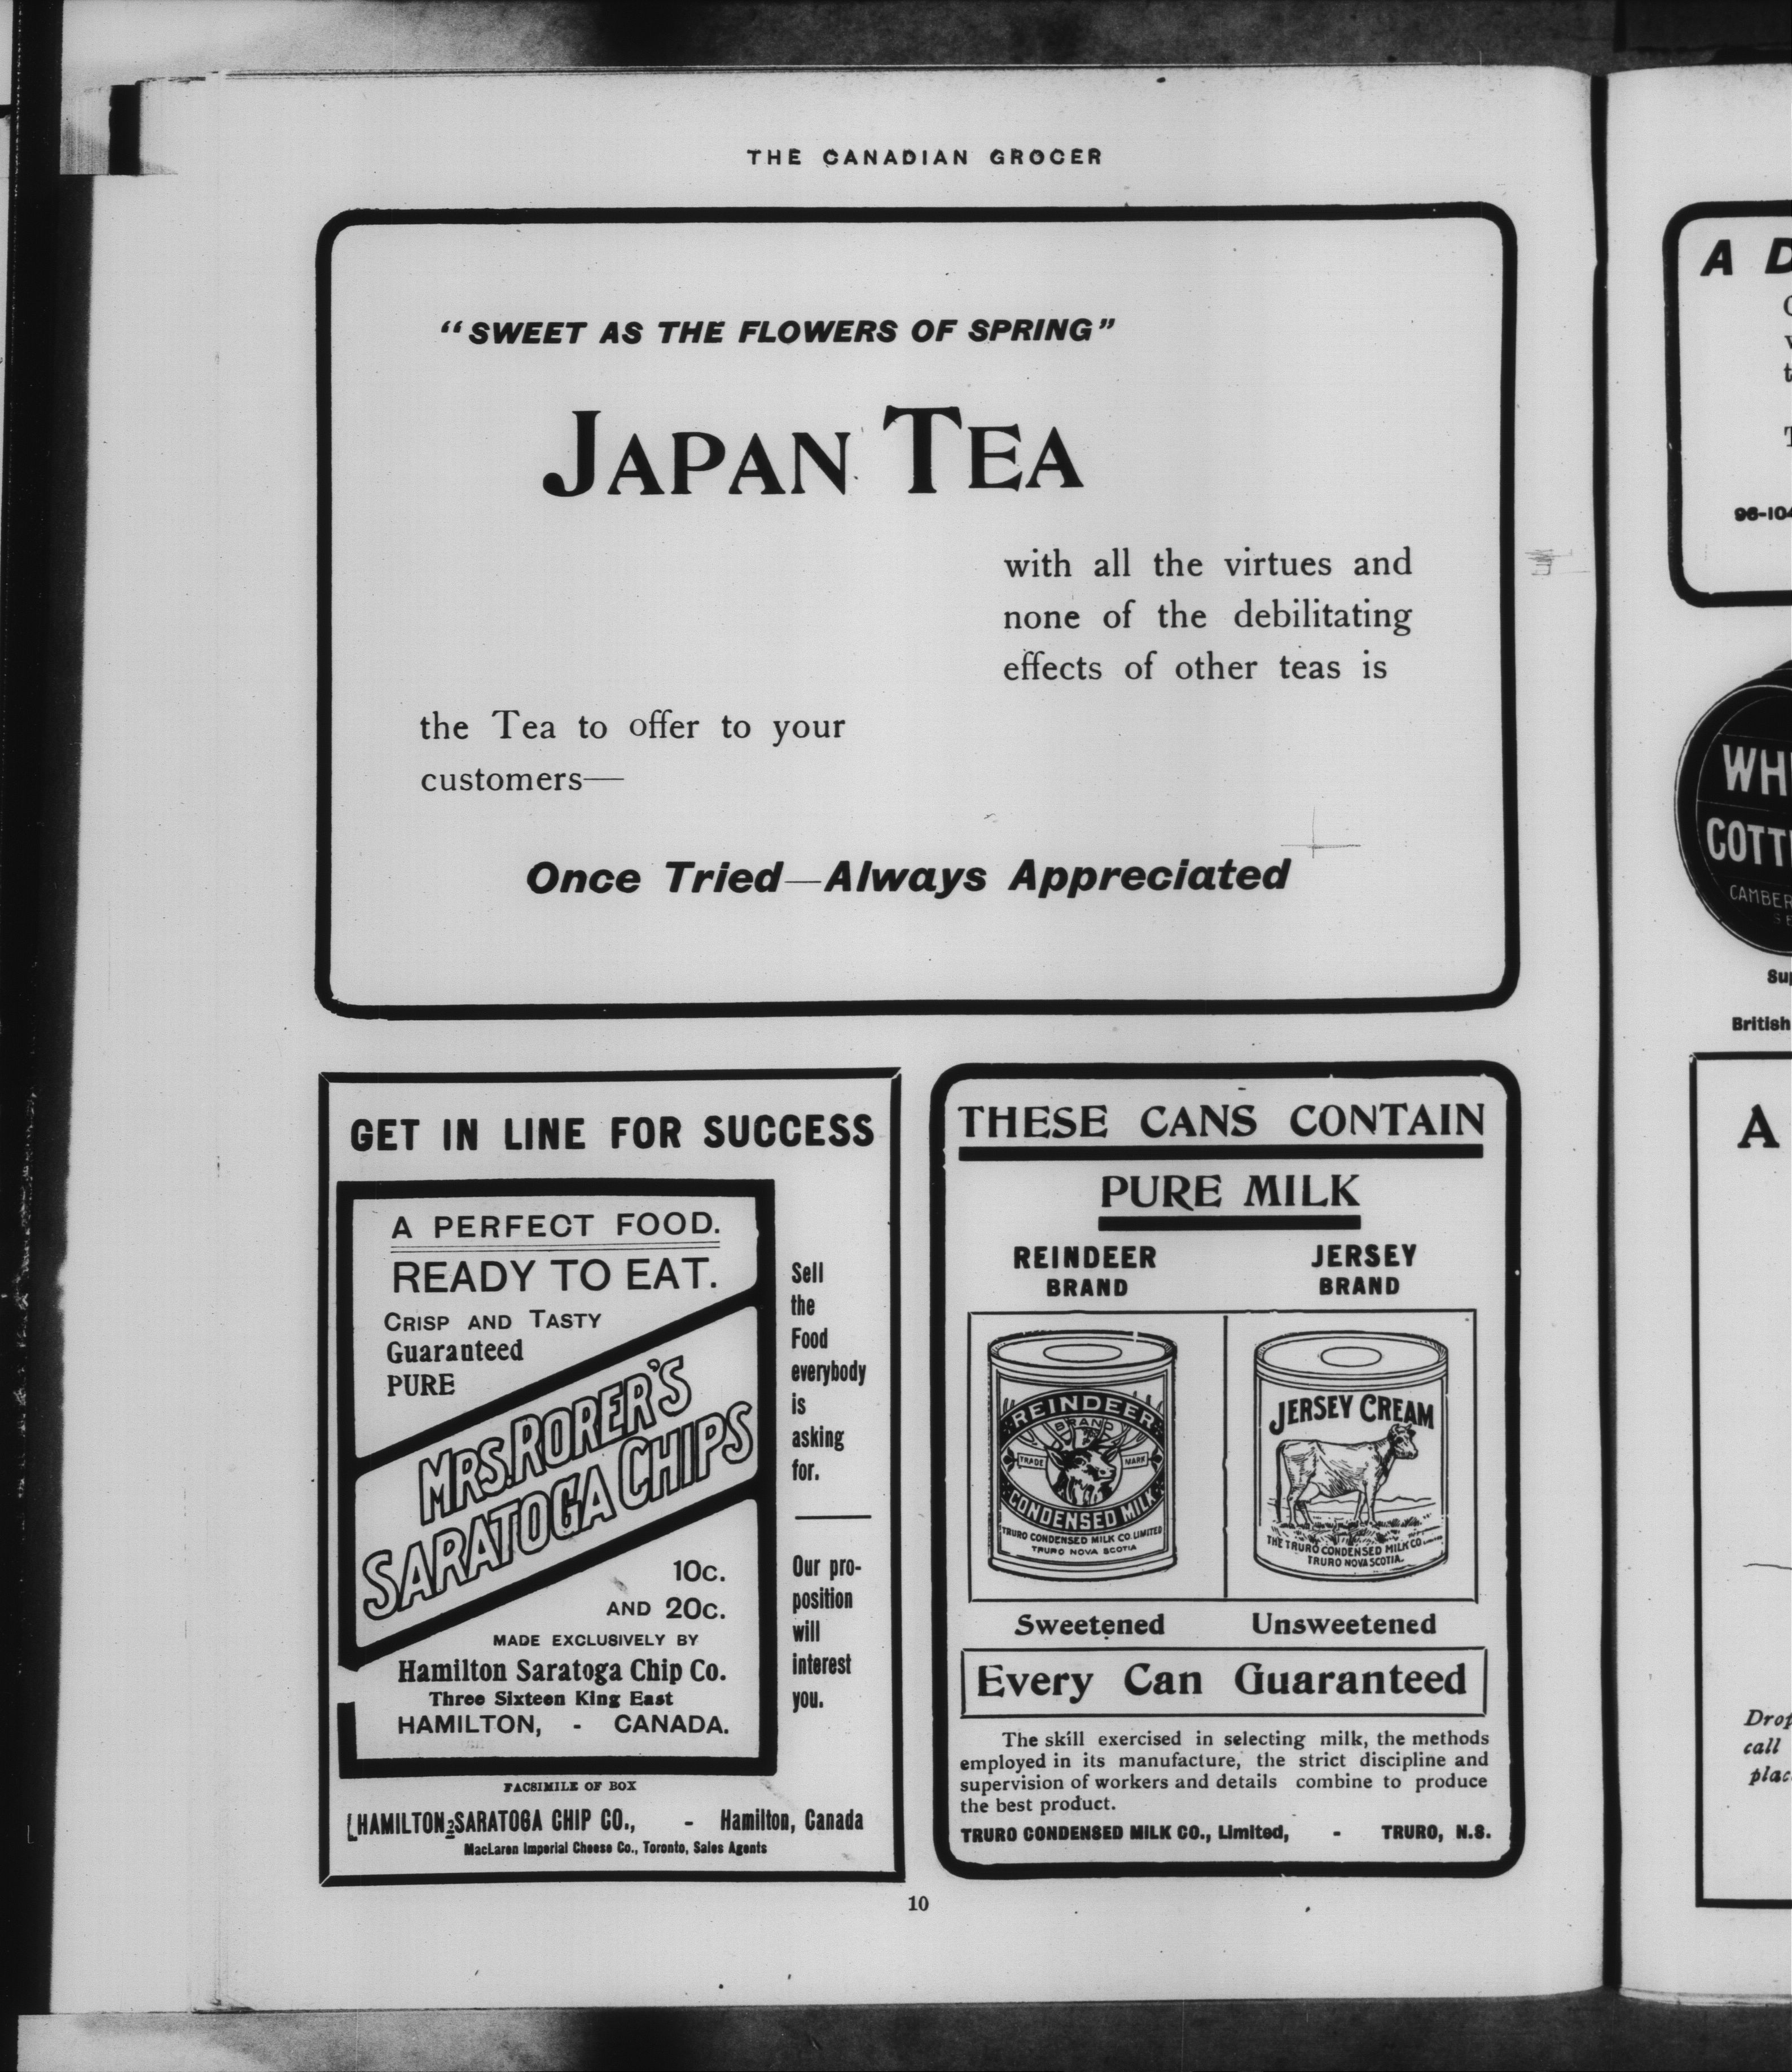 THE CANADIAN GROCER
"SWEET AS THE FLOWERS OF SPRING"
JAPAN TEA
with all the virtues and
none of the debilitating
effects of other teas is
the Tea to offer to your
customers—
Once Tried—Always Appreciated
GET IN LINE FOR SUCCESS
A PERFECT FOOD.
READY TO EAT.
CRISP AND TASTY
Guaranteed
PURE
MRS. RORER'S
SARATOGA CHIPS
10c.
AND 20c.
MADE EXCLUSIVELY BY
Hamilton Saratoga Chip Co.
Three Sixteen King East
HAMILTON, - CANADA.
Sell
the
Food
everybody
is
asking
for.
Our pro-
position
will
interest
you.
FACSIMILE OF BOX
HAMILTON SARATOGA CHIP CO., - Hamilton, Canada
MacLaren Imperial Cheese Co., Toronto, Sales Agents
THESE CANS CONTAIN
PURE MILK
REINDEER
BRAND
JERSEY
BRAND
REINDEER
BRAND
TRADE MARK
CONDENSED MILK
TRURO CONDENSED MILK CO. LIMITED
TRURO NOVA SCOTIA
JERSEY CREAM
THE TRURO CONDENSED MILK CO.
TRURO NOVA SCOTIA.
Sweetened
Unsweetened
Every Can Guaranteed
The skill exercised in selecting milk, the methods
employed in its manufacture, the strict discipline and
supervision of workers and details combine to produce
the best product.
TRURO CONDENSED MILK CO., Limited, - TRURO, N.S.
10
A D
96-104
WHI
COTT
CAMBER
Sup
British
A
Drop
call
plac